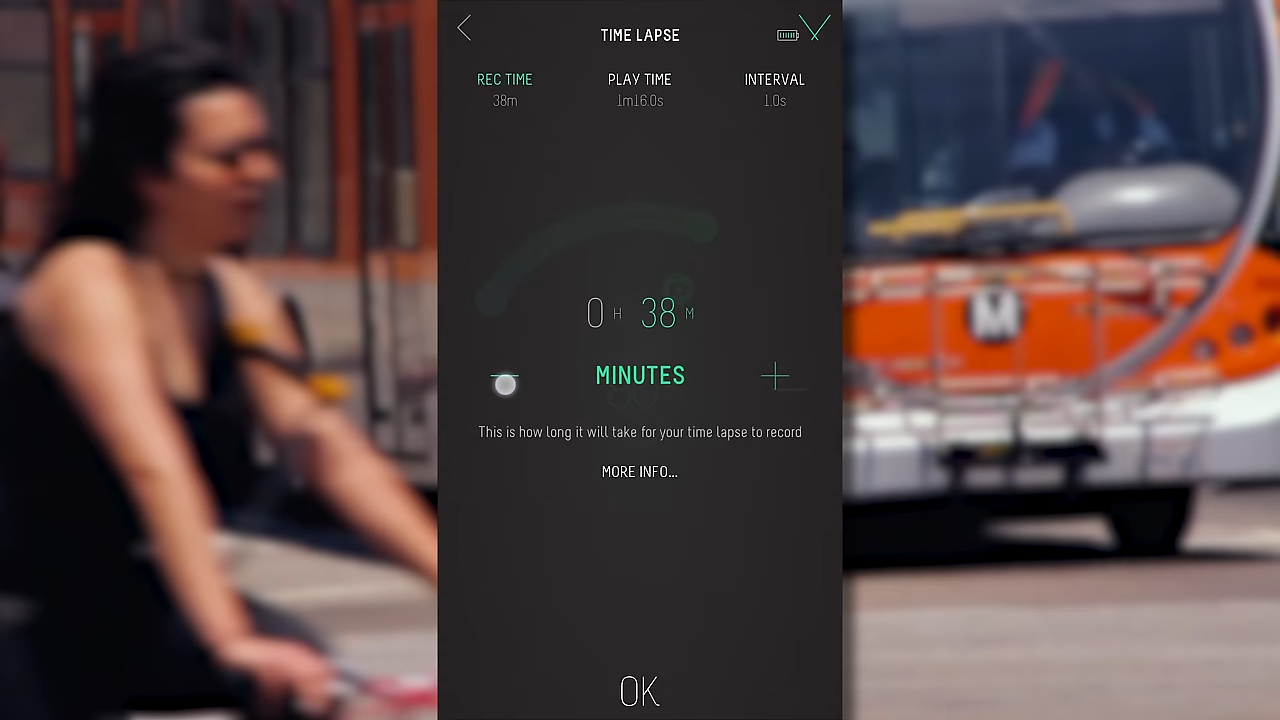 TIME LAPSE
REC TIME PLAY TIME INTERVAL
38m 1m16.0s 1.0s
0 H 38 M
MINUTES
This is how long it will take for your time lapse to record
MORE INFO...
OK
M